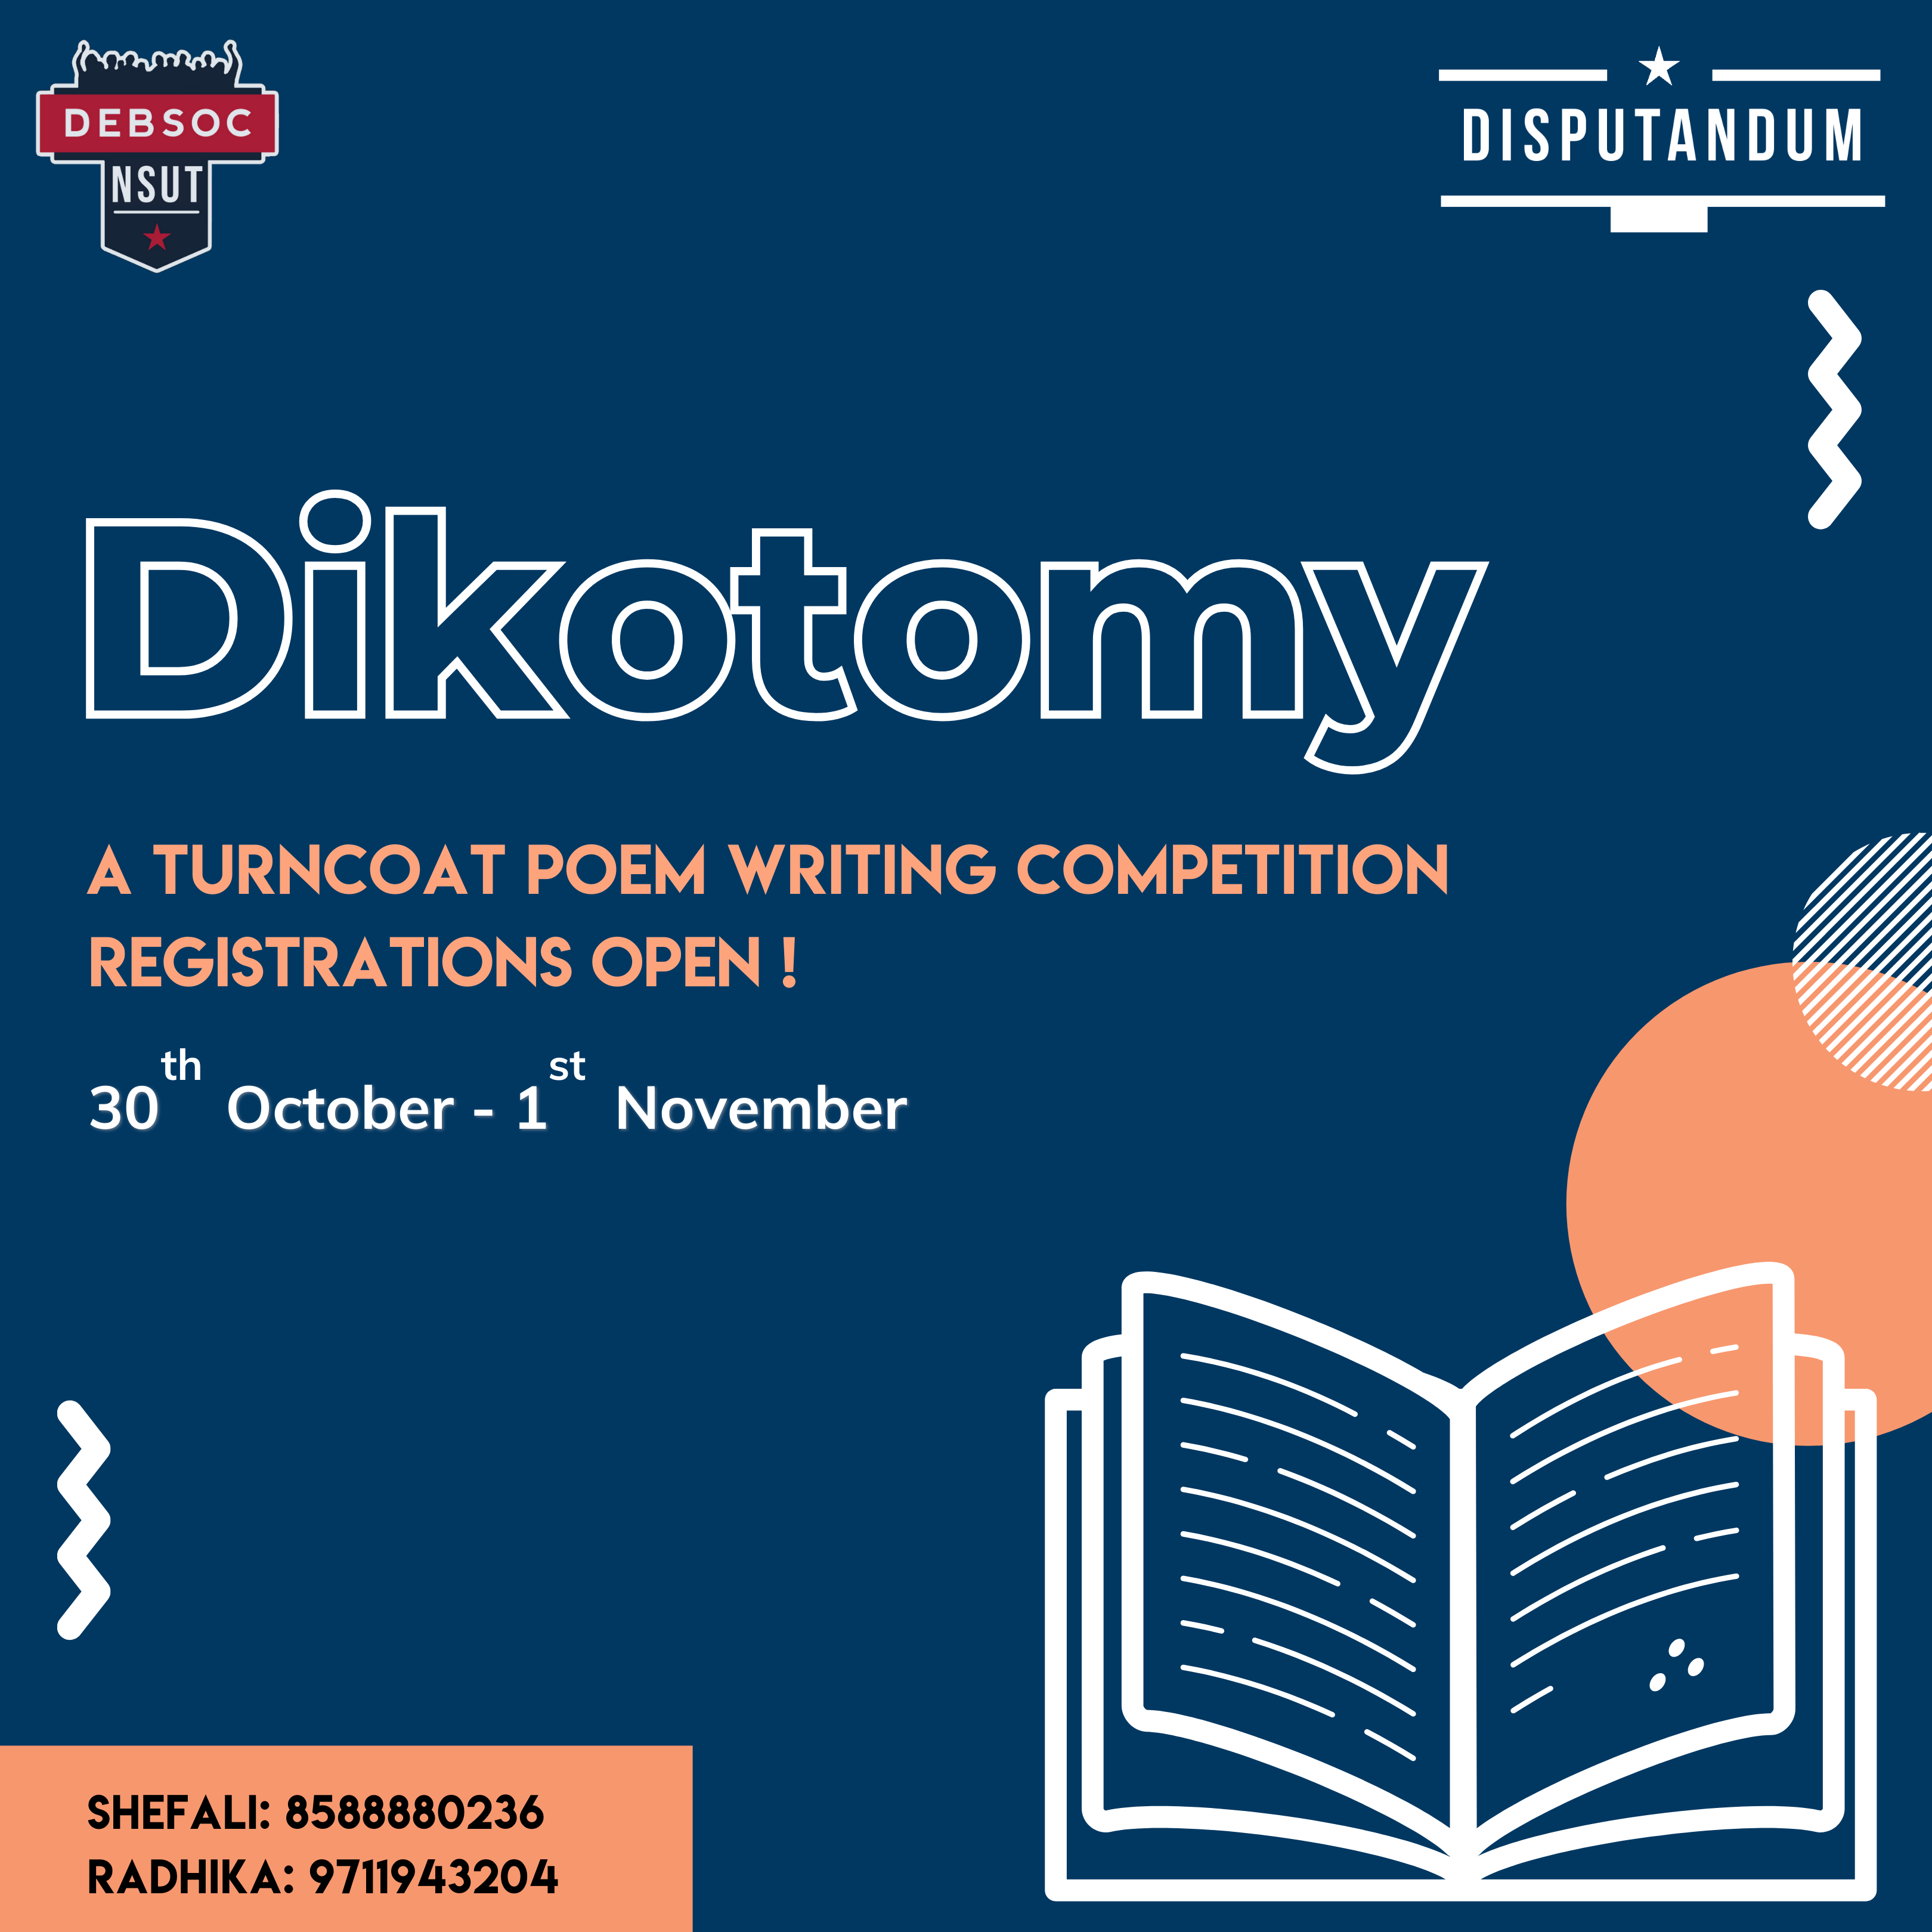 DEBSOC
NSUT
DISPUTANDUM
Dikotomy
A TURNCOAT POEM WRITING COMPETITION
REGISTRATIONS OPEN !
30th October - 1st November
SHEFALI: 8588880236
RADHIKA: 9711943204